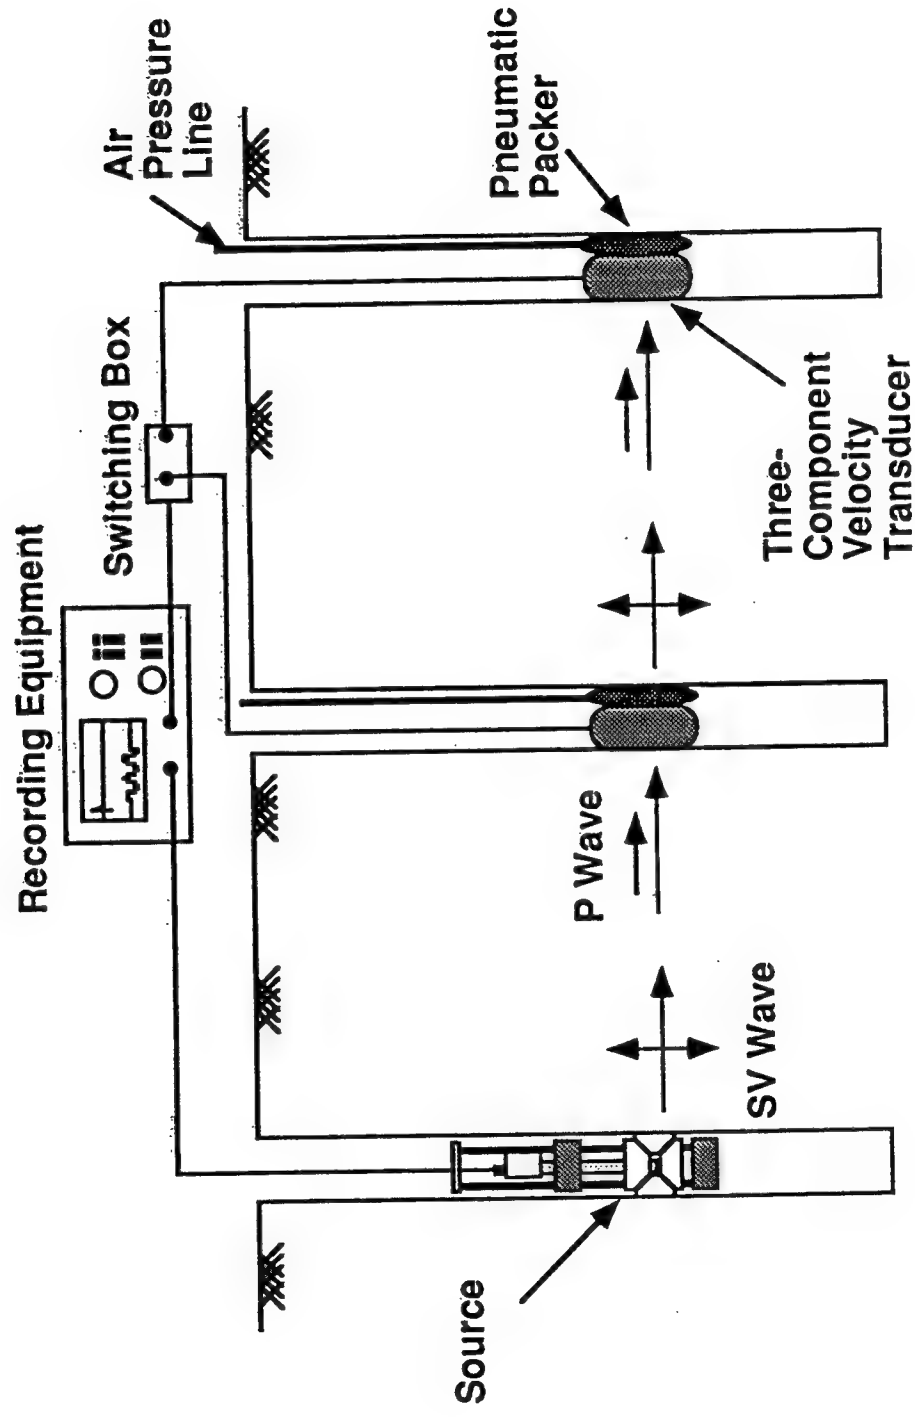 Recording Equipment
Switching Box
Air
Pressure
Line
Pneumatic
Packer
P Wave
SV Wave
Source
Three-
Component
Velocity
Transducer